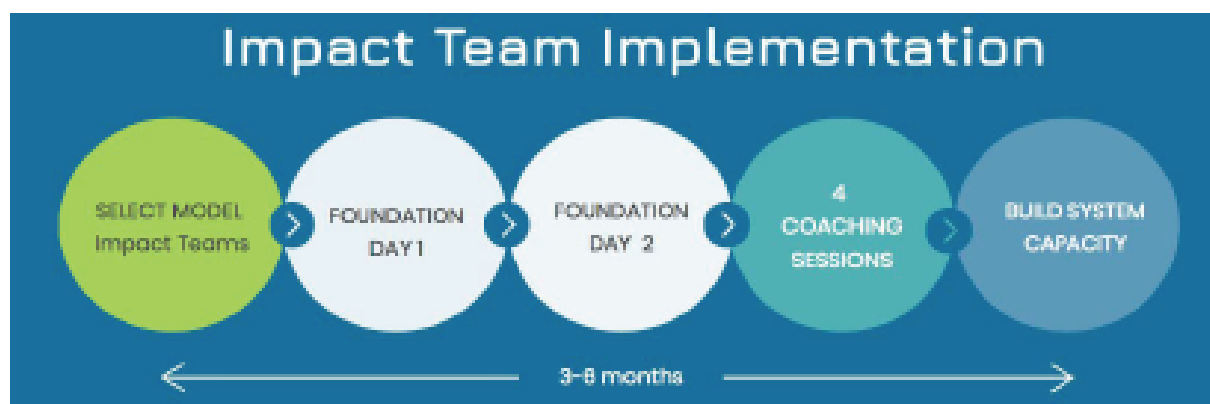 Impact Team Implementation
SELECT MODEL
Impact Teams
FOUNDATION
DAY 1
FOUNDATION
DAY 2
4
COACHING
SESSIONS
BUILD SYSTEM
CAPACITY
3-6 months